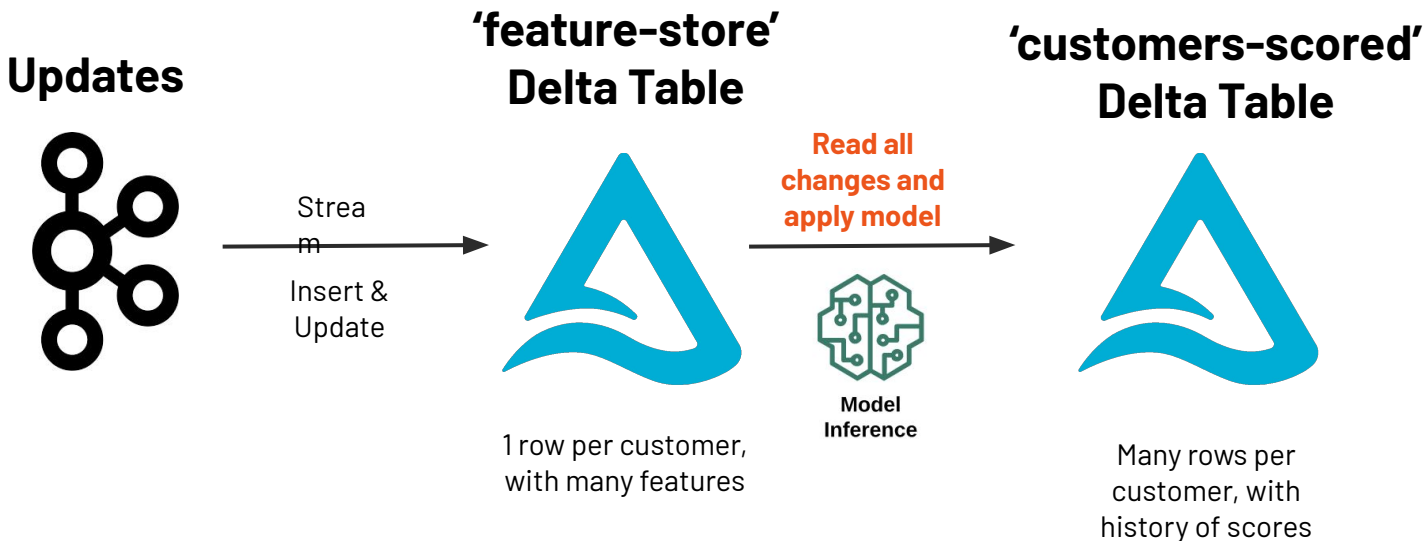 Updates
Strea
m
Insert &
Update
‘feature-store’
Delta Table
1 row per customer,
with many features
Read all
changes and
apply model
Model
Inference
‘customers-scored’
Delta Table
Many rows per
customer, with
history of scores